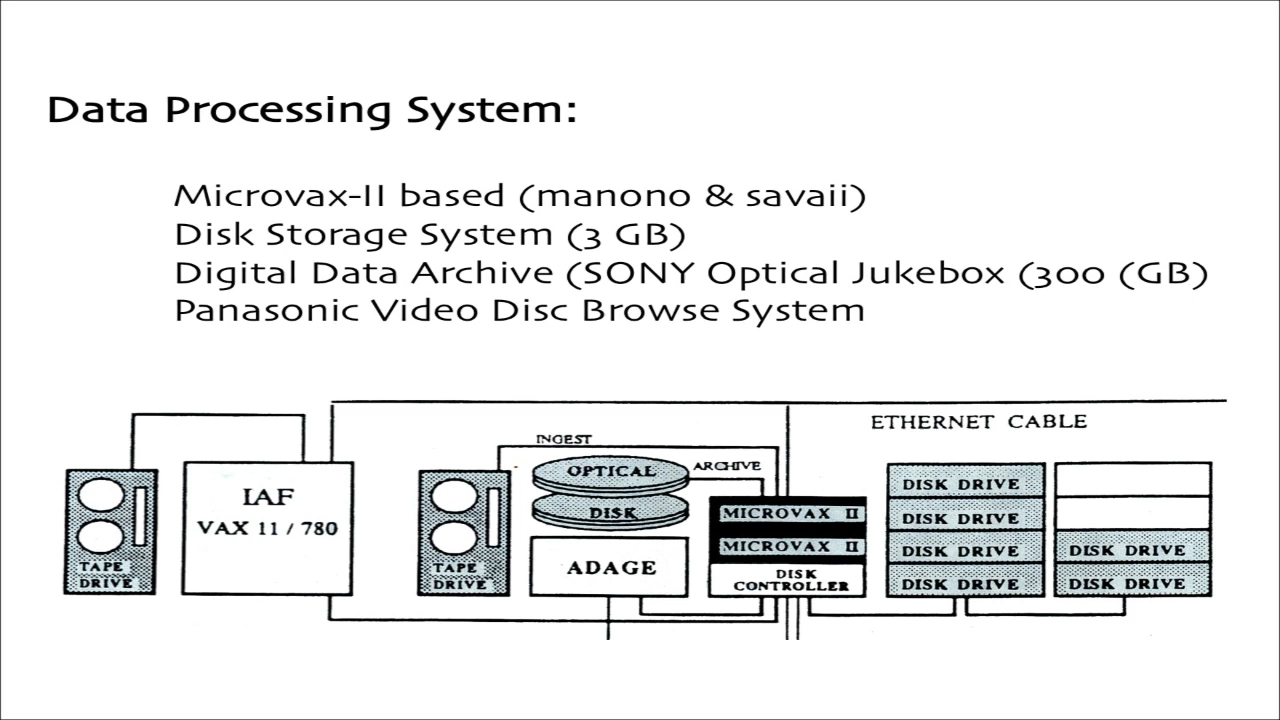 Data Processing System:
Microvax-II based (manono & savaii)
Disk Storage System (3 GB)
Digital Data Archive (SONY Optical Jukebox (300 (GB)
Panasonic Video Disc Browse System
ETHERNET CABLE
INGEST
ARCHIVE
TAPE
DRIVE
IAF
VAX 11 / 780
TAPE
DRIVE
OPTICAL
DISK
ADAGE
MICROVAX II
MICROVAX II
DISK
CONTROLLER
DISK DRIVE
DISK DRIVE
DISK DRIVE
DISK DRIVE
DISK DRIVE
DISK DRIVE